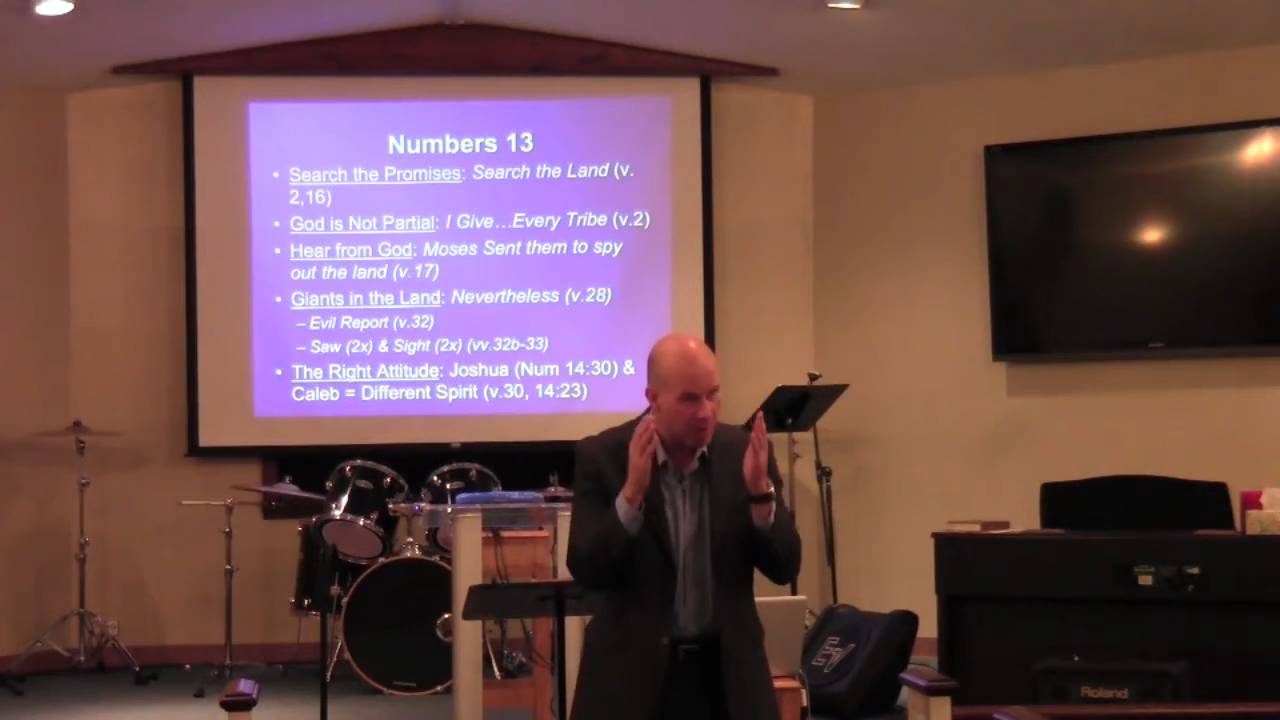 Numbers 13
• Search the Promises: Search the Land (v.
2,16)
• God is Not Partial: I Give...Every Tribe (v.2)
• Hear from God: Moses Sent them to spy
out the land (v.17)
• Giants in the Land: Nevertheless (v.28)
– Evil Report (v.32)
– Saw (2x) & Sight (2x) (vv.32b-33)
• The Right Attitude: Joshua (Num 14:30) &
Caleb = Different Spirit (v.30, 14:23)
EV
Roland